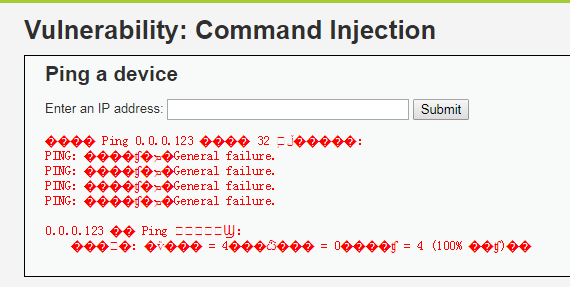 Vulnerability: Command Injection
Ping a device
Enter an IP address: Submit
���� Ping 0.0.0.123 ���� 32 �����:
PING: ����General failure.
PING: ����General failure.
PING: ����General failure.
PING: ����General failure.
0.0.0.123 �� Ping
= 4 = 0 = 4 (100%